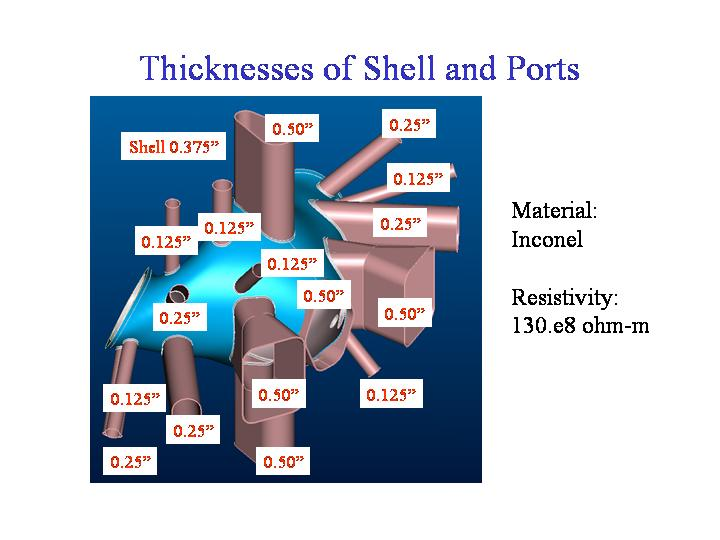 Thicknesses of Shell and Ports
0.50”
0.25”
Shell 0.375”
0.125”
0.25”
0.125”
0.125”
0.125”
0.50”
0.50”
0.25”
0.125”
0.50”
0.125”
0.25”
0.25”
0.50”
Material:
Inconel
Resistivity:
130.e8 ohm-m